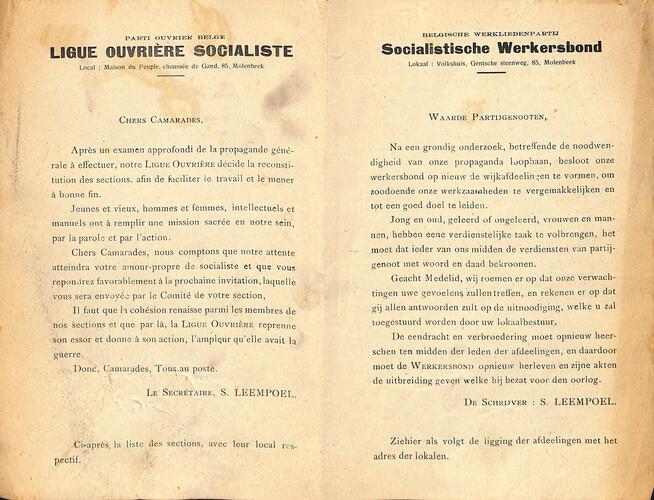 PARTI OUVRIER BELGE
LIGUE OUVRIÈRE SOCIALISTE
Local : Maison du Peuple, chaussée de Gand, 85, Molenbeek
CHERS CAMARADES,
Après un examen approfondi de la propagande géné-
rale à effectuer, notre LIGUE OUVRIÈRE décide la reconsti-
tution des sections, afin de faciliter le travail et le mener
à bonne fin.
Jeunes et vieux, hommes et femmes, intellectuels et
manuels ont à remplir une mission sacrée en notre sein,
par la parole et par l'action.
Chers Camarades, nous comptons que notre attente
atteindra votre amour-propre de socialiste et que vous
répondrez favorablement à la prochaine invitation, laquelle
vous sera envoyée par le Comité de votre section,
Il faut que la cohésion renaisse parmi les membres de
nos sections et que par là, la LIGUE OUVRIÈRE reprenne
son essor et donne à son action, l'ampleur qu'elle avait la
guerre.
Donc, Camarades, Tous au poste.
LE SECRÉTAIRE, S. LEEMPOEL.
Ci-après, la liste des sections, avec leur local res-
pectif.
BELGISCHE WERKLIEDENPARTIJ
Socialistische Werkersbond
Lokaal : Volkshuis, Gentsche steenweg, 85, Molenbeek
WAARDE PARTIJGENOOTEN,
Na een grondig onderzoek, betreffende de noodwen-
digheid van onze propaganda loopbaan, besloot onze
werkersbond op nieuw de wijkafdeelingen te vormen, om
zoodoende onze werkzaamheden te vergemakkelijken en
tot een goed doel te leiden.
Jong en oud, geleerd of ongeleerd, vrouwen en man-
nen, hebben eene verdienstelijke taak te volbrengen, het
moet dat ieder van ons midden de verdiensten van partij-
genoot met woord en daad bekroonen.
Geacht Medelid, wij roemen er op dat onze verwach-
tingen uwe gevoelens zullen treffen, en rekenen er op dat
gij allen antwoorden zult op de uitnoodiging, welke u zal
toegestuurd worden door uw lokaalbestuur.
De eendracht en verbroedering moet opnieuw heer-
schen ten midden der leden der afdeelingen, en daardoor
moet de WERKERSBOND opnieuw herleven en zijne akten
de uitbreiding geven welke hij bezat voor den oorlog.
DE SCHRIJVER : S. LEEMPOEL.
Ziehier als volgt de ligging der afdeelingen met het
adres der lokalen.